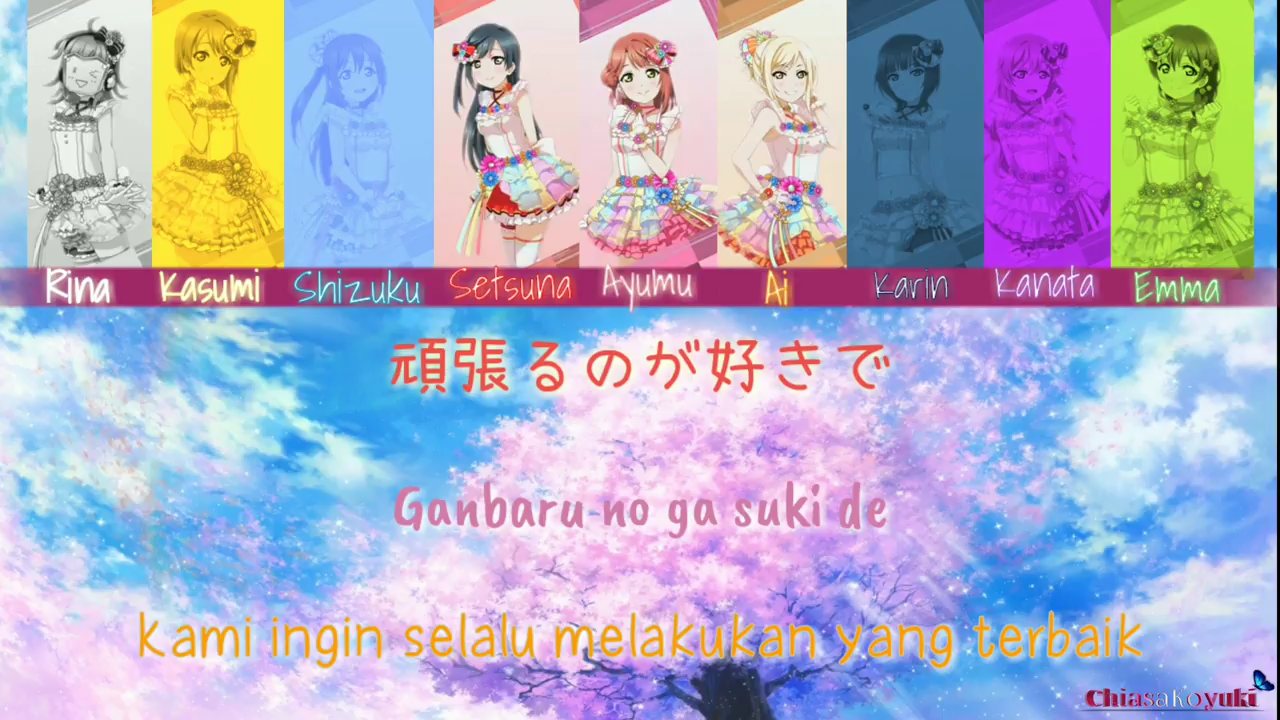 Rina Kasumi Shizuku Setsuna Ayumu Ai Karin Kanata Emma
頑張るのが好きで
Ganbaru no ga suki de
kami ingin selalu melakukan yang terbaik
Chiasakoyuki